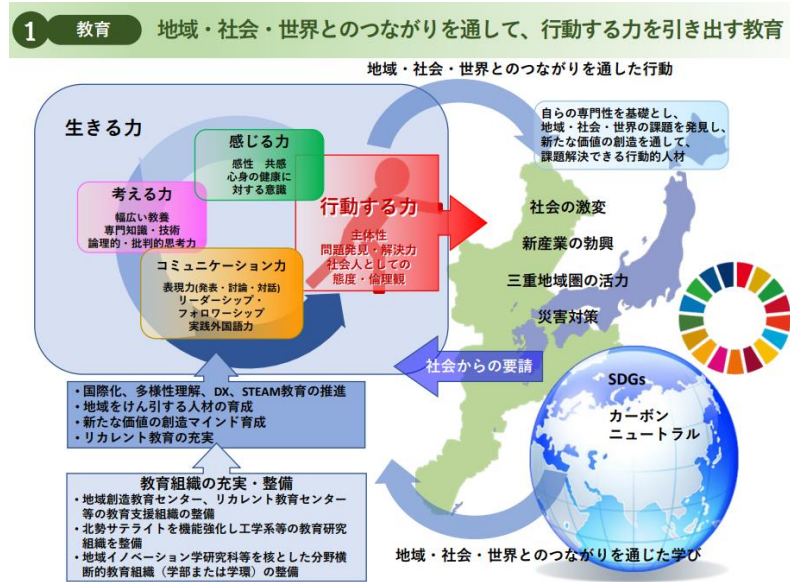 1 教育 地域・社会・世界とのつながりを通して、行動する力を引き出す教育
地域・社会・世界とのつながりを通した行動
生きる力
感じる力
感性 共感
心身の健康に
対する意識
考える力
幅広い教養
専門知識・技術
論理的・批判的思考力
行動する力
主体性
問題発見・解決力
社会人としての
態度・倫理観
コミュニケーション力
表現力(発表・討論・対話)
リーダーシップ・
フォロワーシップ
実践外国語力
自らの専門性を基礎とし、
地域・社会・世界の課題を発見し、
新たな価値の創造を通して、
課題解決できる行動的人材
社会の激変
新産業の勃興
三重地域圏の活力
災害対策
社会からの要請
SDGs
カーボン
ニュートラル
・国際化、多様性理解、DX、STEAM教育の推進
・地域をけん引する人材の育成
・新たな価値の創造マインド育成
・リカレント教育の充実
教育組織の充実・整備
・地域創造教育センター、リカレント教育センター
等の教育支援組織の整備
・北勢サテライトを機能強化し工学系等の教育研究
組織を整備
・地域イノベーション学研究科等を核とした分野横
断的教育組織（学部または学環）の整備
地域・社会・世界とのつながりを通じた学び